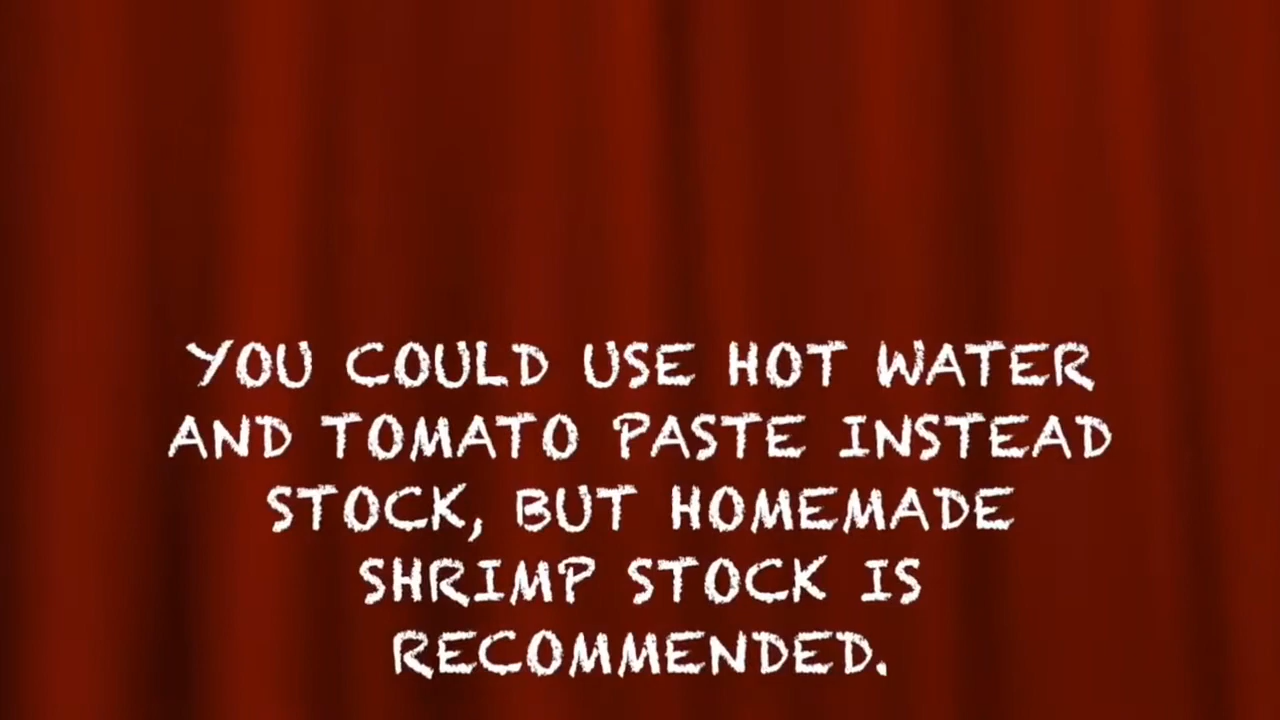 YOU COULD USE HOT WATER
AND TOMATO PASTE INSTEAD
STOCK, BUT HOMEMADE
SHRIMP STOCK IS
RECOMMENDED.